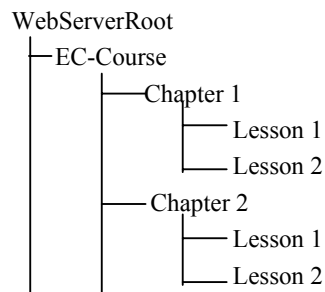 WebServerRoot
EC-Course
Chapter 1
Lesson 1
Lesson 2
Chapter 2
Lesson 1
Lesson 2